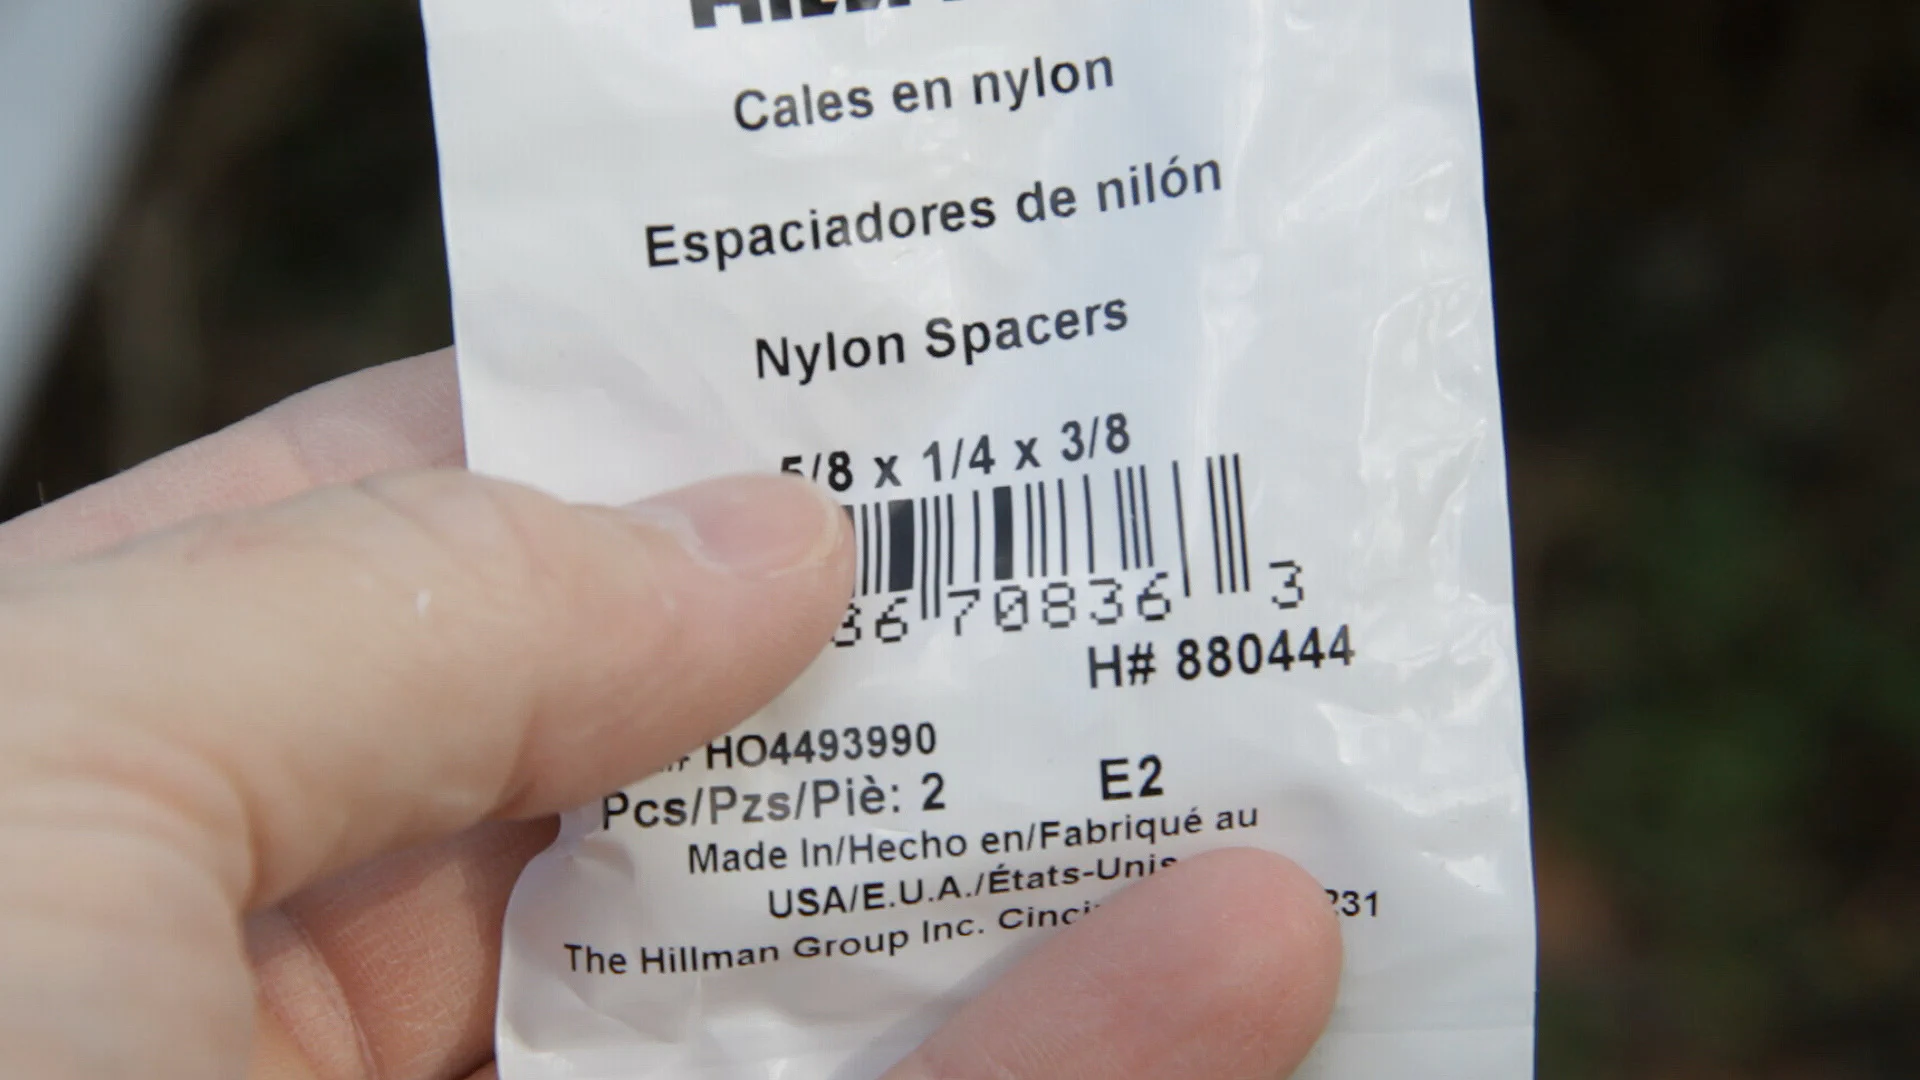 Cales en nylon
Espaciadores de nilón
Nylon Spacers
5/8 x 1/4 x 3/8
36 70836 3
H# 880444
HO4493990
Pcs/Pzs/Piè: 2 E2
Made In/Hecho en/Fabriqué au
USA/E.U.A./États-Unis
The Hillman Group Inc. 231